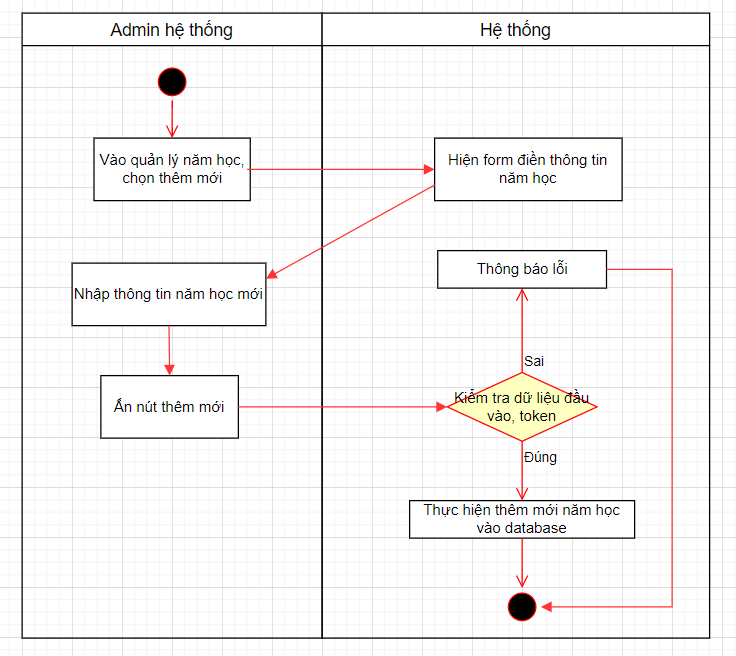 Admin hệ thống
Hệ thống
Vào quản lý năm học,
chọn thêm mới
Hiện form điền thông tin
năm học
Nhập thông tin năm học mới
Thông báo lỗi
Sai
Ấn nút thêm mới
Kiểm tra dữ liệu đầu
vào, token
Đúng
Thực hiện thêm mới năm học
vào database